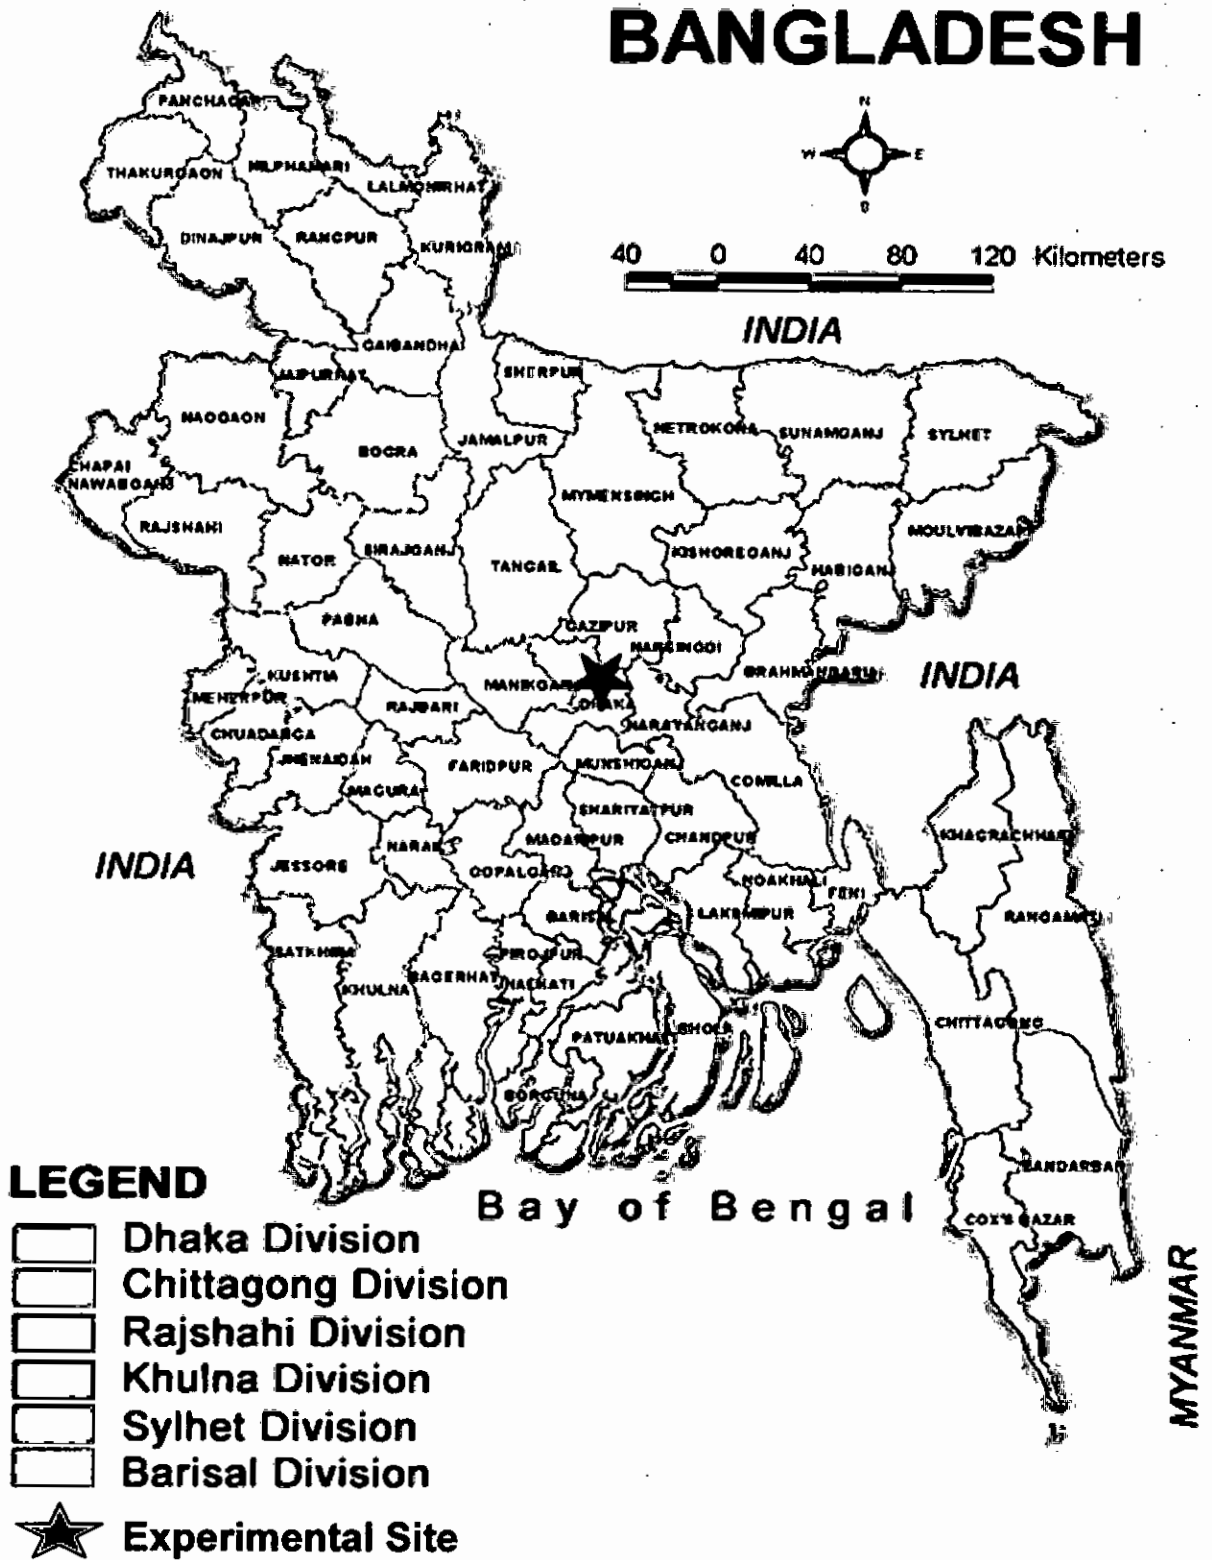 BANGLADESH
N
W E
S
40 0 40 80 120 Kilometers
INDIA
PANCHAGAR
THAKURGAON
NILPHAMARI
LALMONIRHAT
DINAJPUR
RANGPUR
KURIGRAM
GAIBANDHA
JAIPURHAT
SHERPUR
NAOGAON
BOGRA
JAMALPUR
NETROKONA
SUNAMGANJ
SYLHET
CHAPAI
NAWABGANJ
MYMENSINGH
RAJSHAHI
NATOR
SIRAJGANJ
TANGAIL
KISHOREGANJ
HABIGANJ
MOULVIBAZAR
PABNA
GAZIPUR
NARSINGDI
KUSHTIA
MEHERPUR
MANIKGANJ
BRAHMANBARIA
INDIA
RAJBARI
DHAKA
CHUADANGA
NARAYANGANJ
JHENAIDAH
FARIDPUR
MUNSHIGANJ
COMILLA
MAGURA
SHARIYATPUR
NARAIL
MADARIPUR
CHANDPUR
KHAGRACHHARI
INDIA
JESSORE
GOPALGANJ
NOAKHALI
FENI
BARISAL
LAKSMIPUR
RANGAMATI
SATKHIRA
PIROJPUR
KHULNA
BAGERHAT
JHALKATI
PATUAKHALI
BHOLA
CHITTAGONG
BORGUNA
BANDARBAN
COX'S BAZAR
Bay of Bengal
MYANMAR
LEGEND
Dhaka Division
Chittagong Division
Rajshahi Division
Khulna Division
Sylhet Division
Barisal Division
Experimental Site